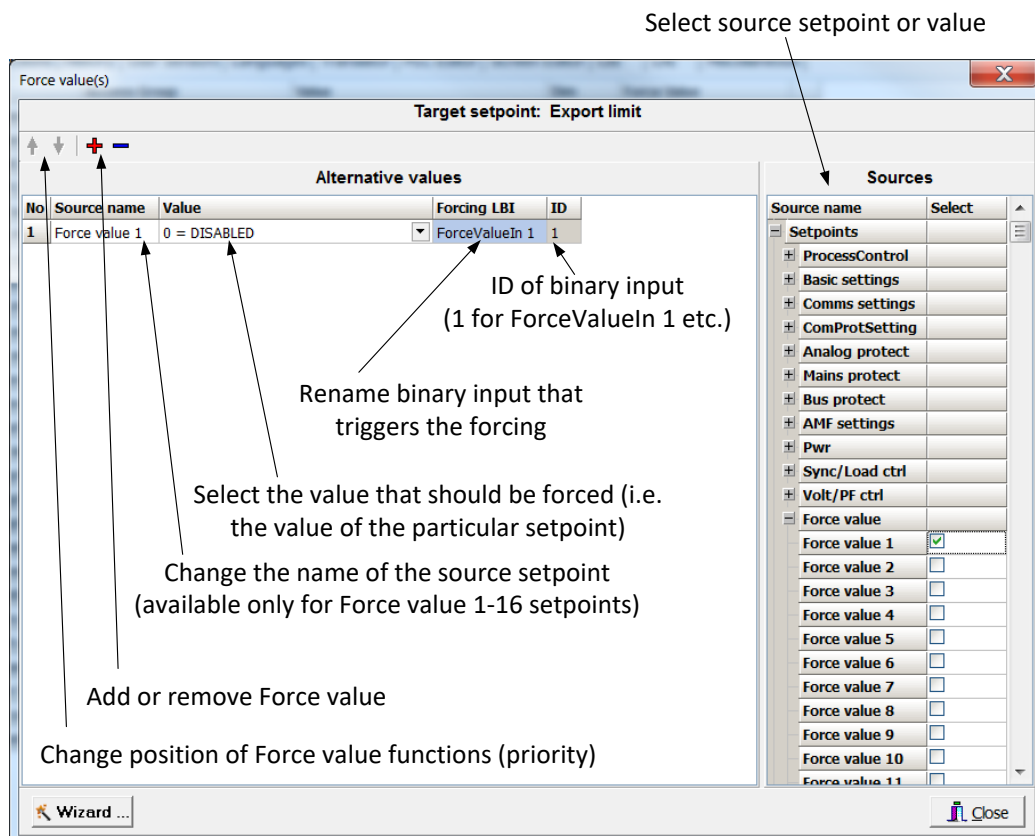 Select source setpoint or value
Force value(s)
X
Target setpoint: Export limit
Alternative values
Sources
No Source name Value Forcing LBI ID
1 Force value 1 0 = DISABLED ForceValueIn 1 1
Source name Select
Setpoints
ProcessControl
Basic settings
Comms settings
ComProtSetting
Analog protect
Mains protect
Bus protect
AMF settings
Pwr
Sync/Load ctrl
Volt/PF ctrl
Force value
Force value 1
Force value 2
Force value 3
Force value 4
Force value 5
Force value 6
Force value 7
Force value 8
Force value 9
Force value 10
Force value 11
ID of binary input
(1 for ForceValueIn 1 etc.)
Rename binary input that
triggers the forcing
Select the value that should be forced (i.e.
the value of the particular setpoint)
Change the name of the source setpoint
(available only for Force value 1-16 setpoints)
Add or remove Force value
Change position of Force value functions (priority)
Wizard ...
Close